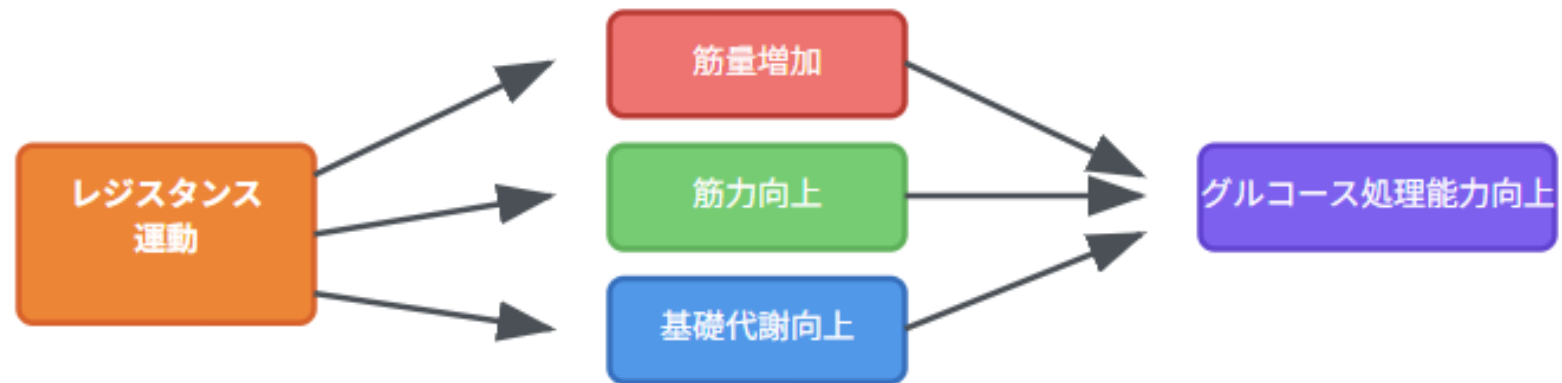 レジスタンス
運動
筋量増加
筋力向上
基礎代謝向上
グルコース処理能力向上